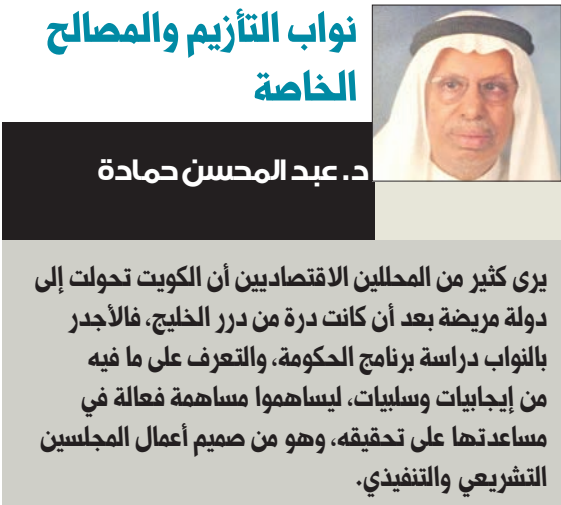 نواب التأزيم والمصالح
الخاصة
د. عبد المحسن حمادة
يرى كثير من المحللين الاقتصاديين أن الكويت تحولت إلى
دولة مريضة بعد أن كانت درة من درر الخليج، فالأجدر
بالنواب دراسة برنامج الحكومة، والتعرف على ما فيه
من إيجابيات وسلبيات، ليساهموا مساهمة فعالة في
مساعدتها على تحقيقه، وهو من صميم أعمال المجلسين
التشريعي والتنفيذي.